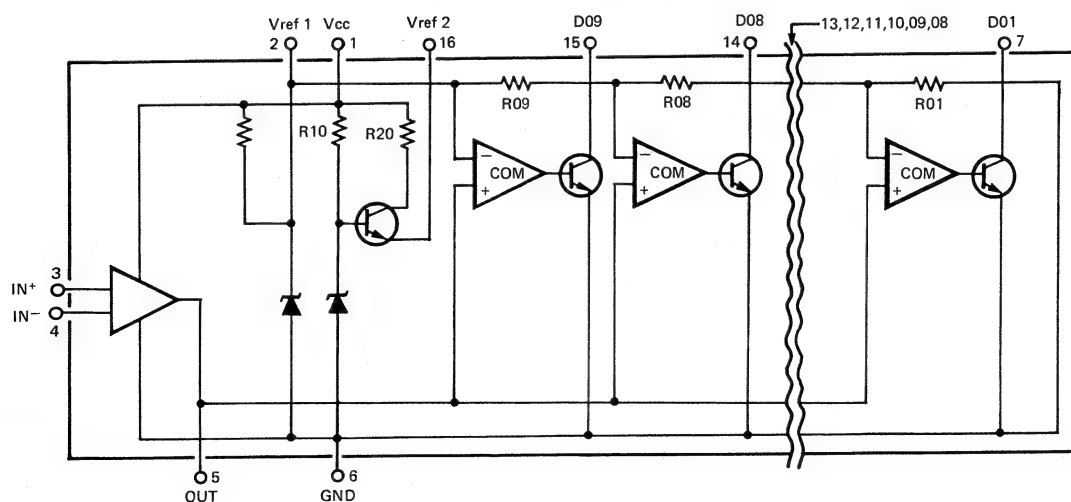 Vref 1 Vcc Vref 2 D09 D08 13,12,11,10,09,08 D01
2 1 16 15 14 7
R09 R08 R01
R10 R20
− COM +
− COM +
− COM +
3
IN+
IN−
4
5 6
OUT GND